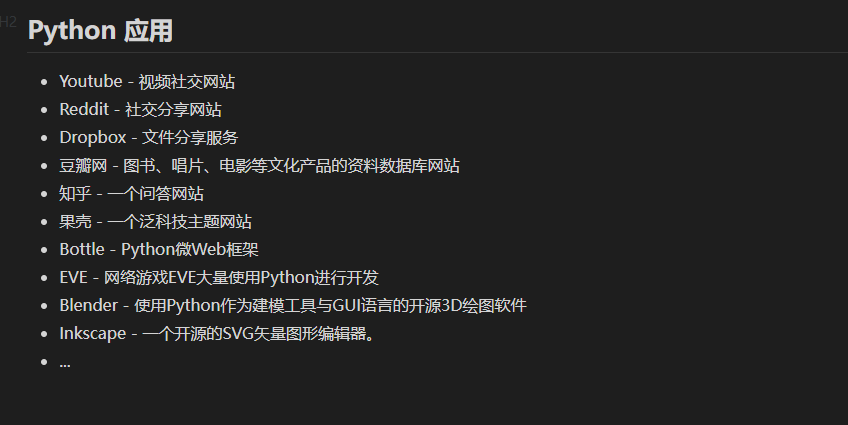 H2
Python 应用
Youtube - 视频社交网站
Reddit - 社交分享网站
Dropbox - 文件分享服务
豆瓣网 - 图书、唱片、电影等文化产品的资料数据库网站
知乎 - 一个问答网站
果壳 - 一个泛科技主题网站
Bottle - Python微Web框架
EVE - 网络游戏EVE大量使用Python进行开发
Blender - 使用Python作为建模工具与GUI语言的开源3D绘图软件
Inkscape - 一个开源的SVG矢量图形编辑器。
...